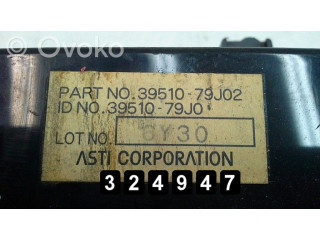 Ovoko
PART NO.39510-79J02
ID NO.39510-79J0
LOT NO. 6Y30
ASTI CORPORATION
324947